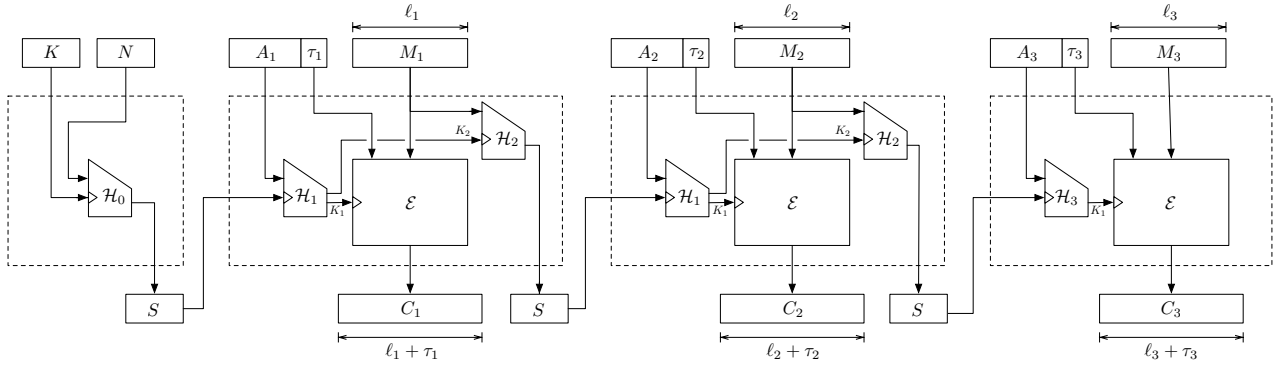 ℓ₁ ℓ₂ ℓ₃
K N A₁ τ₁ M₁ A₂ τ₂ M₂ A₃ τ₃ M₃
K₂ ℋ₂ K₂ ℋ₂
ℋ₀ ℋ₁ K₁ ℰ ℋ₁ K₁ ℰ ℋ₃ K₁ ℰ
S C₁ S C₂ S C₃
ℓ₁ + τ₁ ℓ₂ + τ₂ ℓ₃ + τ₃